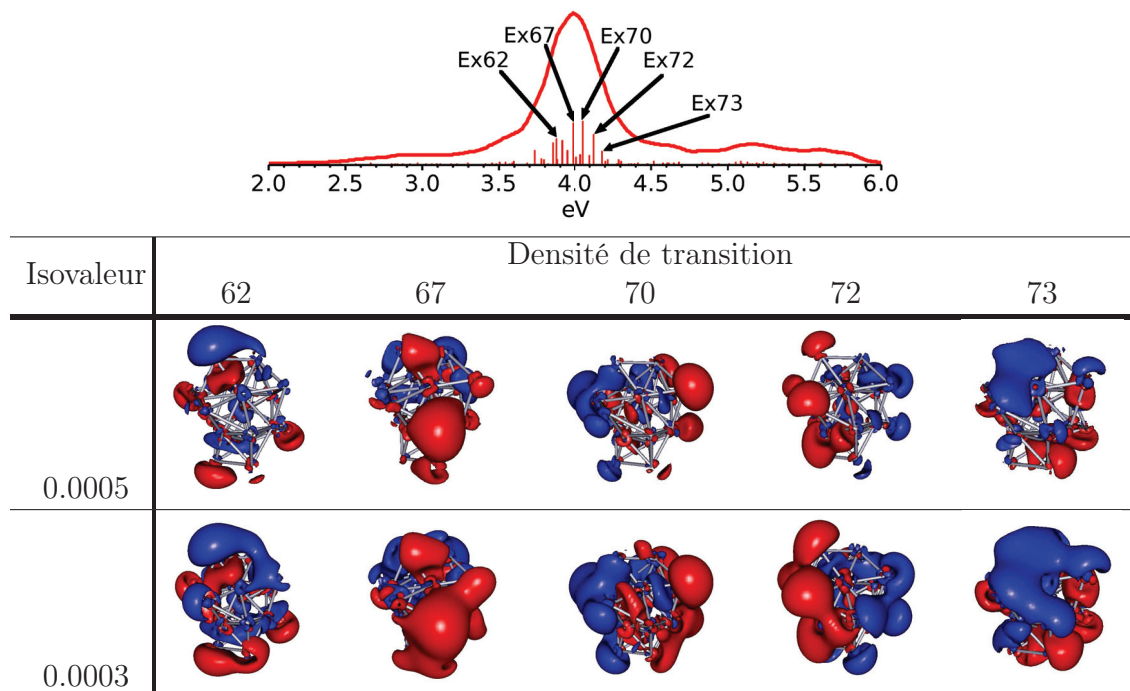 Ex67
Ex70
Ex62
Ex72
Ex73
2.0 2.5 3.0 3.5 4.0 4.5 5.0 5.5 6.0
eV
Isovaleur
Densité de transition
62 67 70 72 73
0.0005
0.0003